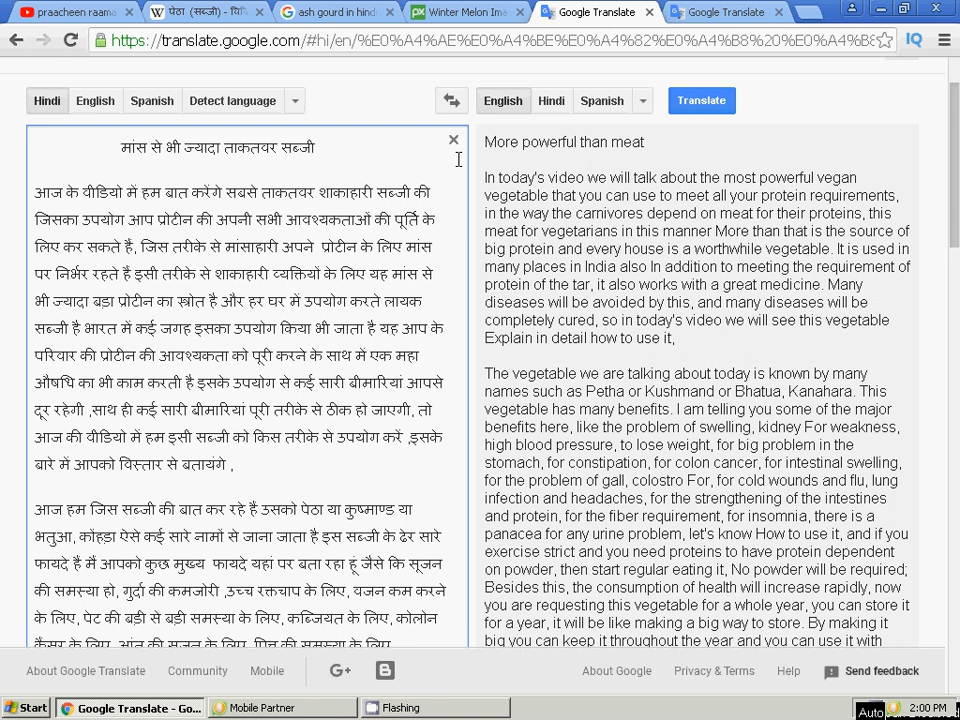 praacheen raama
पेठा (सब्जी) - वि
ash gourd in hind
Winter Melon Ima
Google Translate
Google Translate
https://translate.google.com/#hi/en/%E0%A4%AE%E0%A4%BE%E0%A4%82%E0%A4%B8%20%E0%A4%B8
IQ
Hindi English Spanish Detect language
English Hindi Spanish Translate
मांस से भी ज्यादा ताकतवर सब्जी
आज के वीडियो में हम बात करेंगे सबसे ताकतवर शाकाहारी सब्जी की
जिसका उपयोग आप प्रोटीन की अपनी सभी आवश्यकताओं की पूर्ति के
लिए कर सकते हैं, जिस तरीके से मांसाहारी अपने प्रोटीन के लिए मांस
पर निर्भर रहते हैं इसी तरीके से शाकाहारी व्यक्तियों के लिए यह मांस से
भी ज्यादा बड़ा प्रोटीन का स्त्रोत है और हर घर में उपयोग करते लायक
सब्जी है भारत में कई जगह इसका उपयोग किया भी जाता है यह आप के
परिवार की प्रोटीन की आवश्यकता को पूरी करने के साथ में एक महा
औषधि का भी काम करती है इसके उपयोग से कई सारी बीमारियां आपसे
दूर रहेगी ,साथ ही कई सारी बीमारियां पूरी तरीके से ठीक हो जाएगी, तो
आज की वीडियो में हम इसी सब्जी को किस तरीके से उपयोग करें ,इसके
बारे में आपको विस्तार से बतायंगे ,
आज हम जिस सब्जी की बात कर रहे हैं उसको पेठा या कुष्माण्ड या
भतुआ, कोंहड़ा ऐसे कई सारे नामों से जाना जाता है इस सब्जी के ढेर सारे
फायदे हैं मैं आपको कुछ मुख्य फायदे यहां पर बता रहा हूं जैसे कि सूजन
की समस्या हो, गुर्दा की कमजोरी ,उच्च रक्तचाप के लिए, वजन कम करने
के लिए, पेट की बड़ी से बड़ी समस्या के लिए, कब्जियत के लिए, कोलोन
कैंसर के लिए, आंत की सूजन के लिए, पित्त की समस्या के लिए
More powerful than meat
In today's video we will talk about the most powerful vegan
vegetable that you can use to meet all your protein requirements,
in the way the carnivores depend on meat for their proteins, this
meat for vegetarians in this manner More than that is the source of
big protein and every house is a worthwhile vegetable. It is used in
many places in India also In addition to meeting the requirement of
protein of the tar, it also works with a great medicine. Many
diseases will be avoided by this, and many diseases will be
completely cured, so in today's video we will see this vegetable
Explain in detail how to use it,
The vegetable we are talking about today is known by many
names such as Petha or Kushmand or Bhatua, Kanahara. This
vegetable has many benefits. I am telling you some of the major
benefits here, like the problem of swelling, kidney For weakness,
high blood pressure, to lose weight, for big problem in the
stomach, for constipation, for colon cancer, for intestinal swelling,
for the problem of gall, colostro For, for cold wounds and flu, lung
infection and headaches, for the strengthening of the intestines
and protein, for the fiber requirement, for insomnia, there is a
panacea for any urine problem, let's know How to use it, and if you
exercise strict and you need proteins to have protein dependent
on powder, then start regular eating it, No powder will be required;
Besides this, the consumption of health will increase rapidly, now
you are requesting this vegetable for a whole year, you can store it
for a year, it will be like making a big way to store. By making it
big you can keep it throughout the year and you can use it with
About Google Translate Community Mobile G+ B About Google Privacy & Terms Help Send feedback
Start Google Translate - Go... Mobile Partner Flashing 2:00 PM